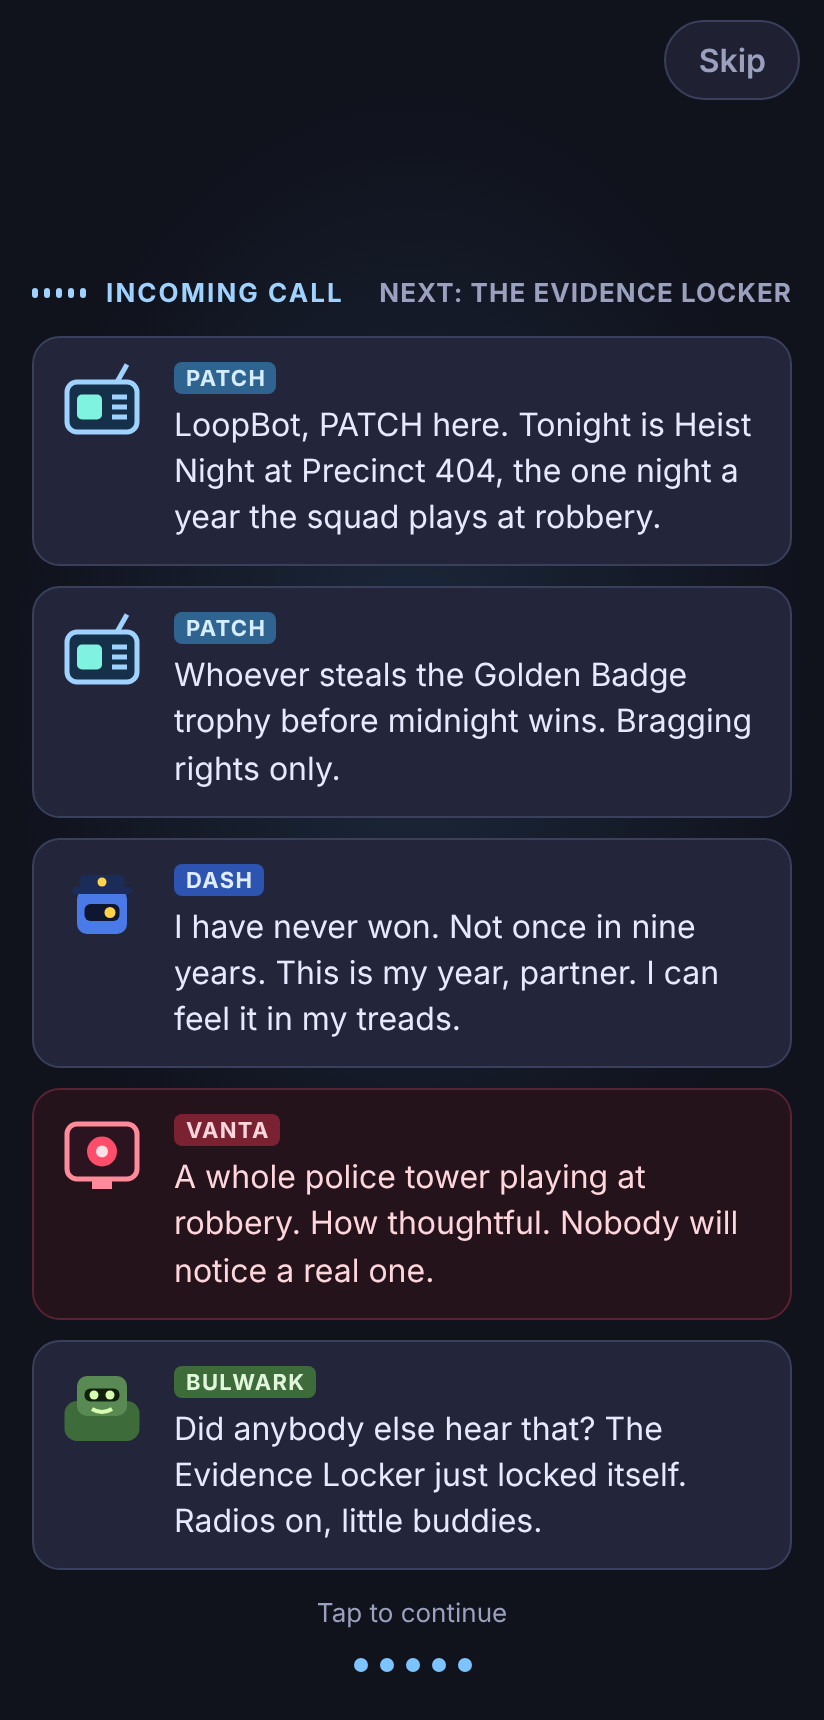 Skip
INCOMING CALL NEXT: THE EVIDENCE LOCKER
PATCH
LoopBot, PATCH here. Tonight is Heist
Night at Precinct 404, the one night a
year the squad plays at robbery.
PATCH
Whoever steals the Golden Badge
trophy before midnight wins. Bragging
rights only.
DASH
I have never won. Not once in nine
years. This is my year, partner. I can
feel it in my treads.
VANTA
A whole police tower playing at
robbery. How thoughtful. Nobody will
notice a real one.
BULWARK
Did anybody else hear that? The
Evidence Locker just locked itself.
Radios on, little buddies.
Tap to continue